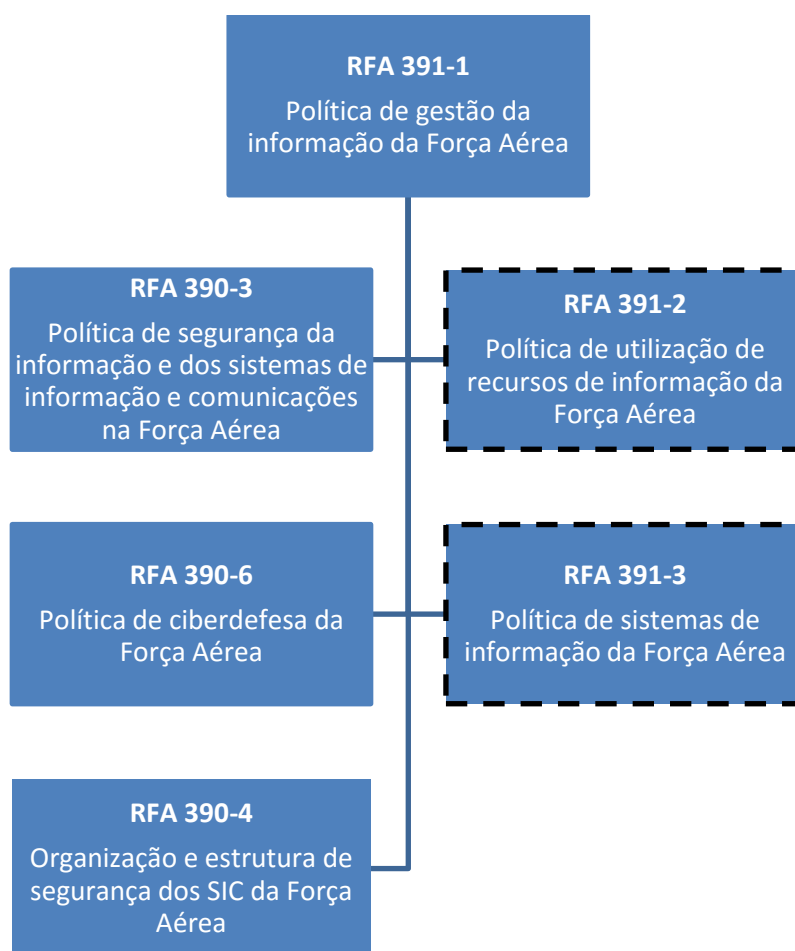 RFA 391-1
Política de gestão da
informação da Força Aérea
RFA 390-3
Política de segurança da
informação e dos sistemas de
informação e comunicações
na Força Aérea
RFA 391-2
Política de utilização de
recursos de informação da
Força Aérea
RFA 390-6
Política de ciberdefesa da
Força Aérea
RFA 391-3
Política de sistemas de
informação da Força Aérea
RFA 390-4
Organização e estrutura de
segurança dos SIC da Força
Aérea